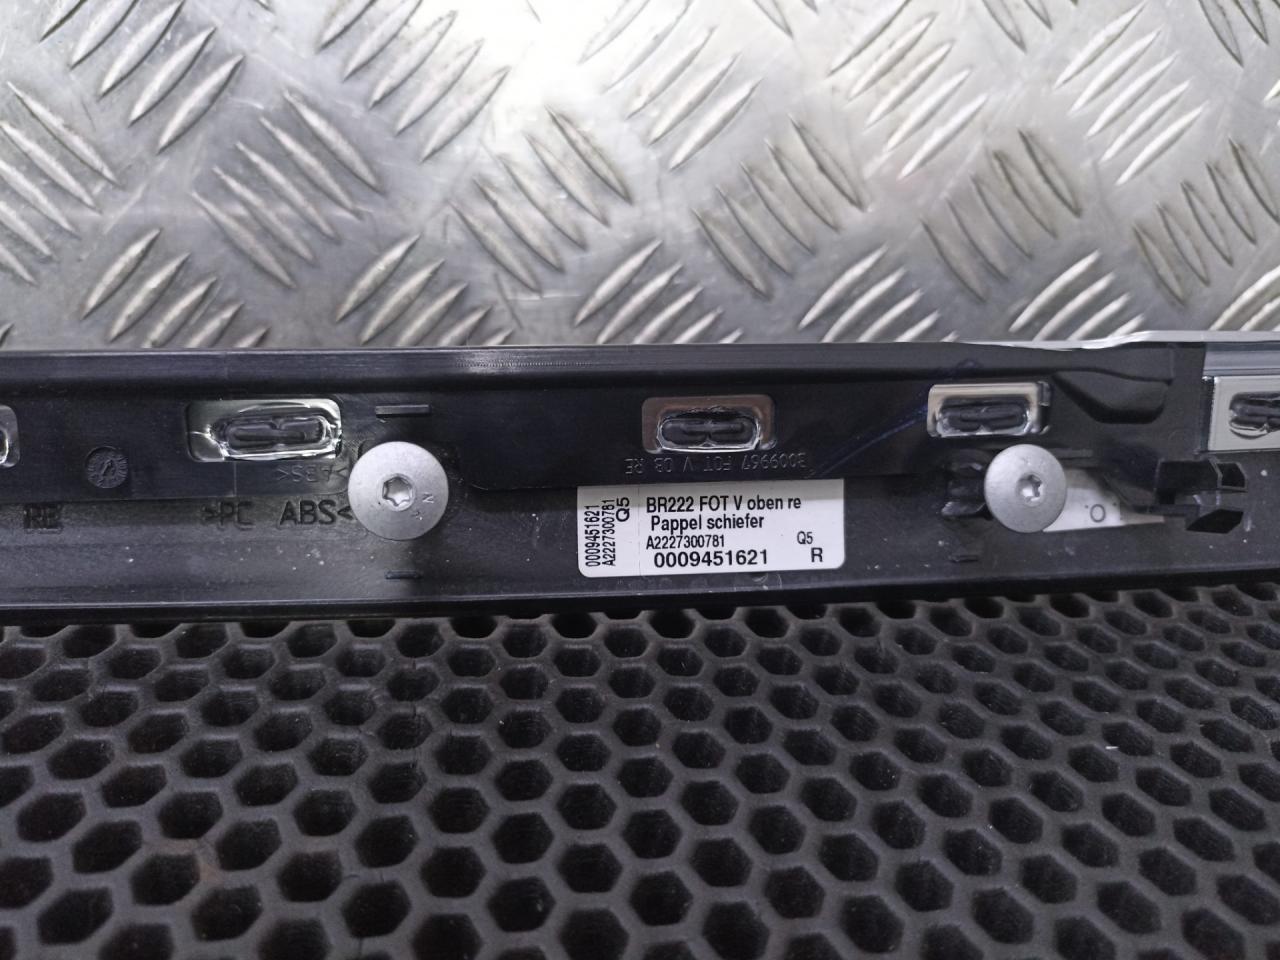 3009967 FOT V OB RE
>ABS<
RE
>PC ABS<
0009451621
A2227300781
Q5
BR222 FOT V oben re
Pappel schiefer
A2227300781 Q5
0009451621 R